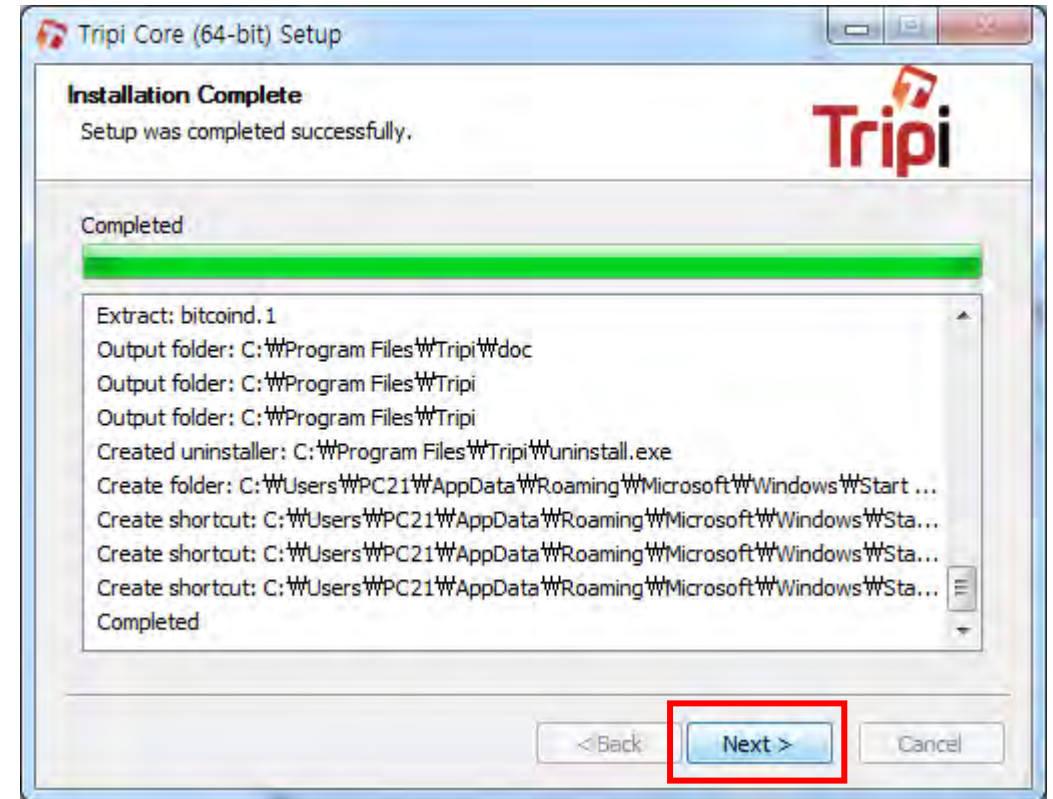 Tripi Core (64-bit) Setup
Installation Complete
Setup was completed successfully.
Tripi
Completed
Extract: bitcoind.1
Output folder: C:₩Program Files₩Tripi₩doc
Output folder: C:₩Program Files₩Tripi
Output folder: C:₩Program Files₩Tripi
Created uninstaller: C:₩Program Files₩Tripi₩uninstall.exe
Create folder: C:₩Users₩PC21₩AppData₩Roaming₩Microsoft₩Windows₩Start ...
Create shortcut: C:₩Users₩PC21₩AppData₩Roaming₩Microsoft₩Windows₩Sta...
Create shortcut: C:₩Users₩PC21₩AppData₩Roaming₩Microsoft₩Windows₩Sta...
Create shortcut: C:₩Users₩PC21₩AppData₩Roaming₩Microsoft₩Windows₩Sta...
Completed
< Back Next > Cancel